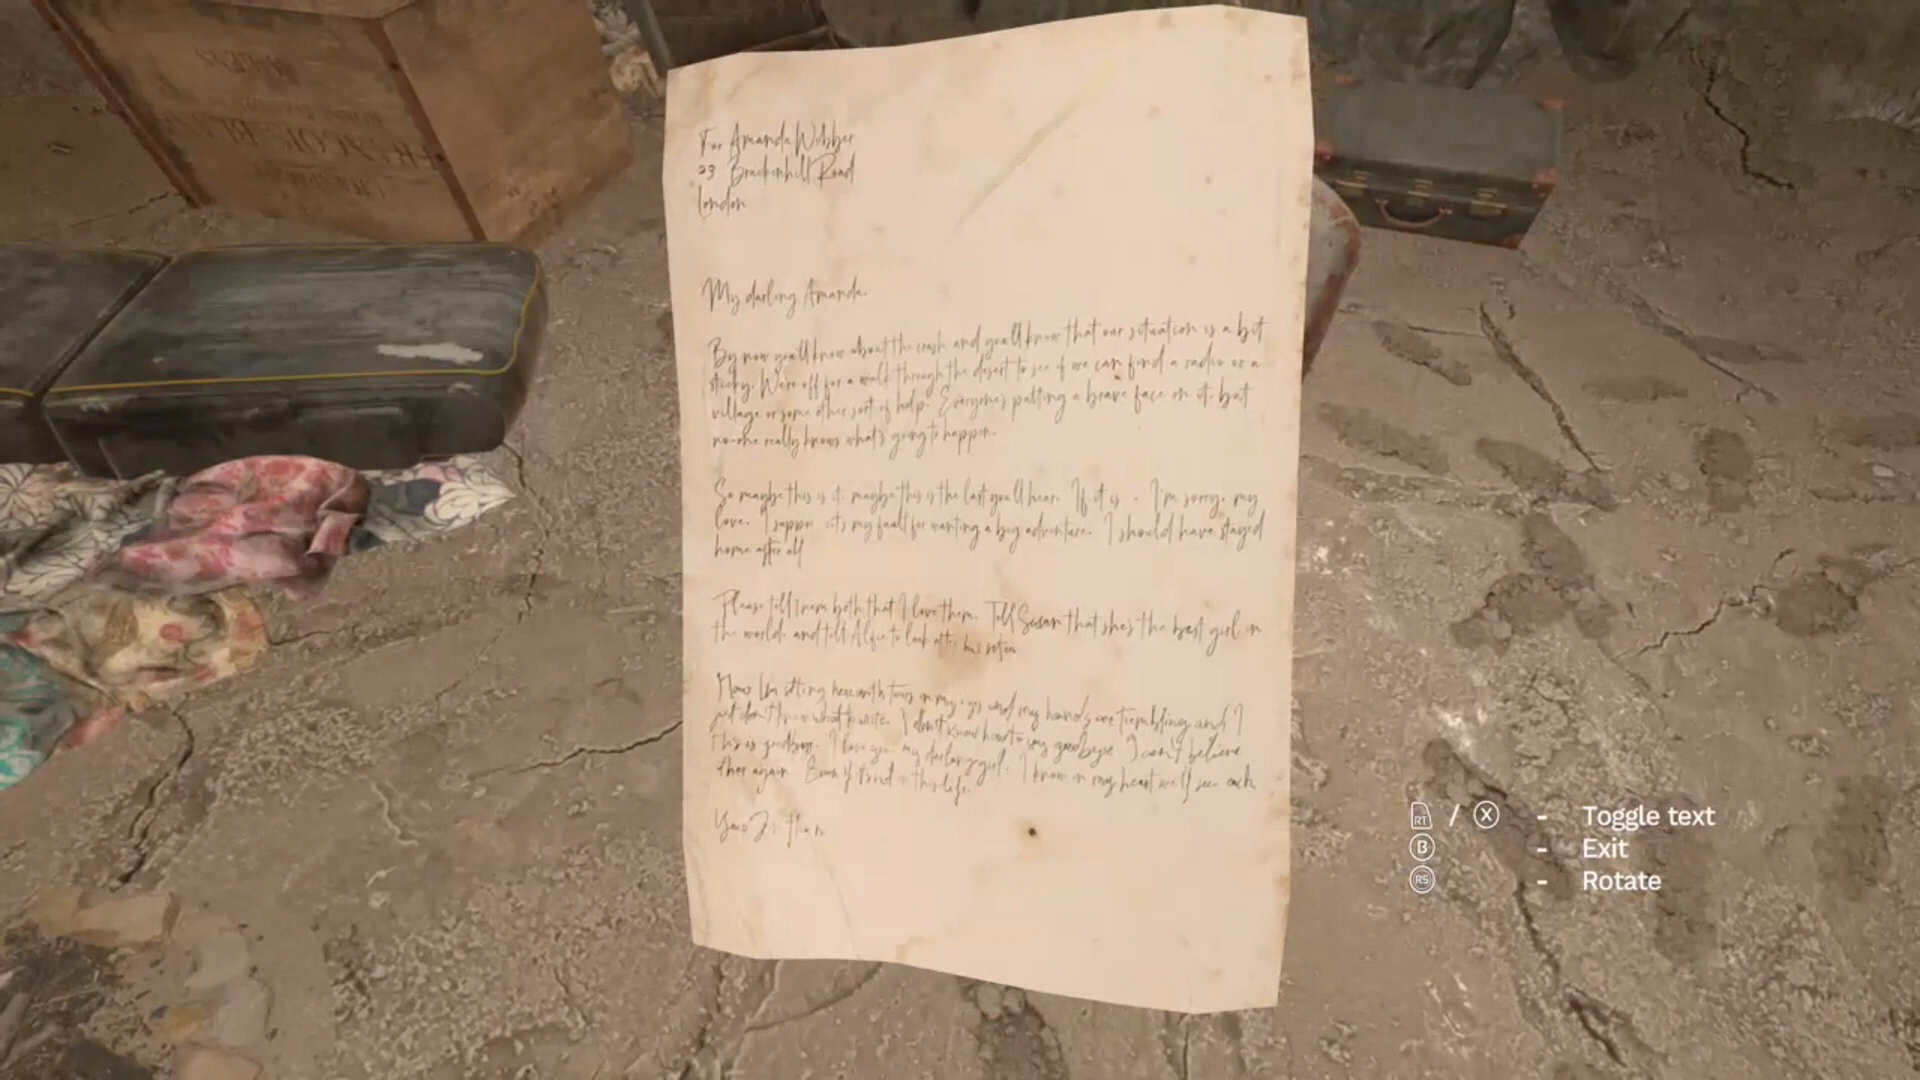 For Amanda Webber
23 Brackenhill Road
London
My darling Amanda.
By now you'll know about the crash and you'll know that our situation is a bit
sticky. We're off for a walk through the desert to see if we can find a radio or a
village or some other sort of help. Everyone's putting a brave face on it, but
no-one really knows what's going to happen.
So maybe this is it, maybe this is the last you'll hear. If it is - I'm sorry, my
love. I suppose it's my fault for wanting a big adventure. I should have stayed
home after all
Please tell them both that I love them. Tell Susan that she's the best girl in
the world, and tell Alfie to look after his sister
Now I'm sitting here with tears in my eyes and my hands are trembling and I
just don't know what to write. I don't know how to say goodbye. I can't believe
this is goodbye. I love you, my darling girl. I know in my heart we'll see each
other again. Even if it's not in this life.
RT / X - Toggle text
B - Exit
RS - Rotate